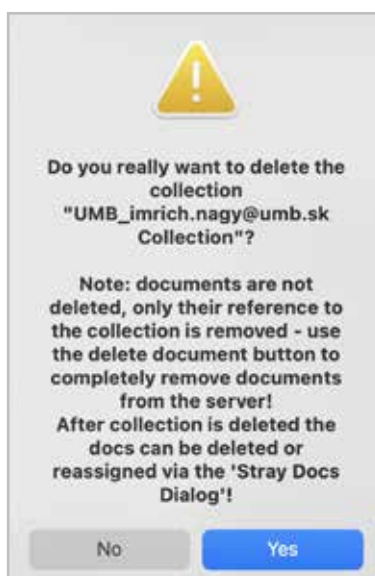 Do you really want to delete the
collection
"UMB_imrich.nagy@umb.sk
Collection"?
Note: documents are not
deleted, only their reference to
the collection is removed - use
the delete document button to
completely remove documents
from the server!
After collection is deleted the
docs can be deleted or
reassigned via the 'Stray Docs
Dialog'!
No
Yes